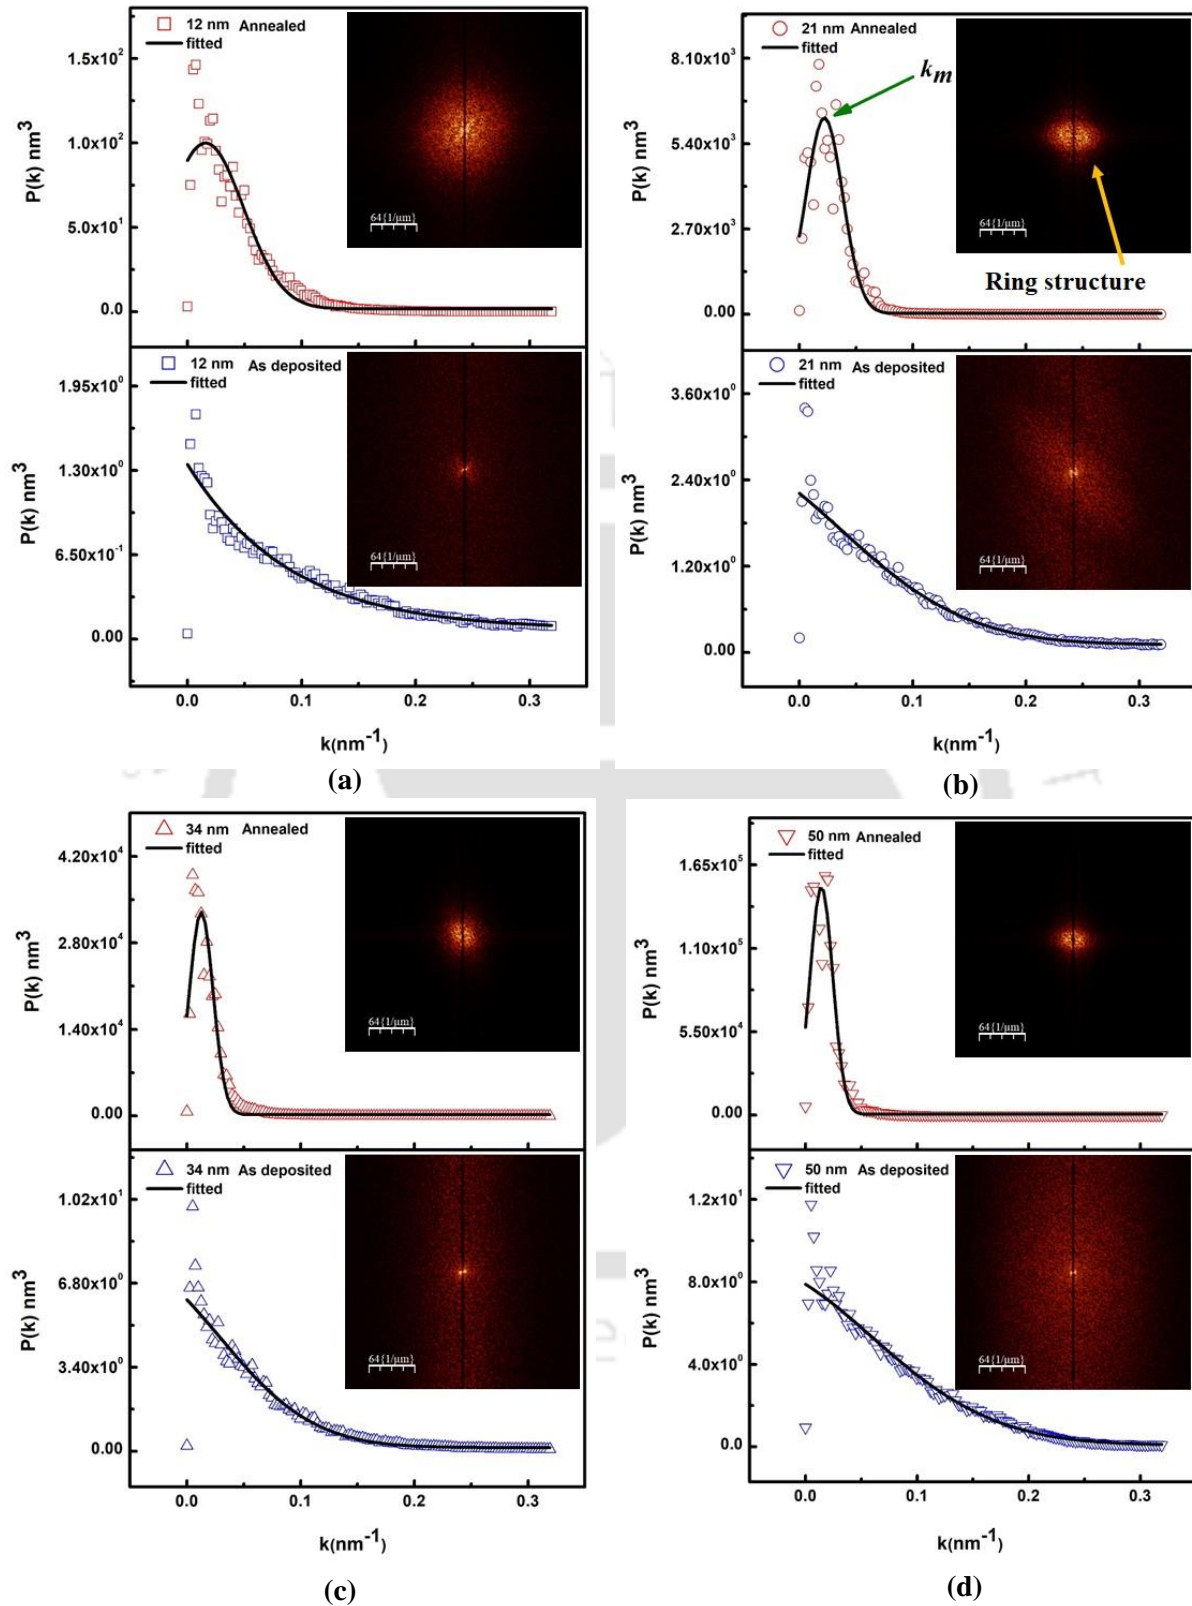 12 nm Annealed
fitted
1.5x10²
1.0x10²
5.0x10¹
0.0
P(k) nm³
64{1/µm}
12 nm As deposited
fitted
1.95x10⁰
1.30x10⁰
6.50x10⁻¹
0.00
P(k) nm³
64{1/µm}
0.0 0.1 0.2 0.3
k(nm⁻¹)
(a)
21 nm Annealed
fitted
k_m
8.10x10³
5.40x10³
2.70x10³
0.00
P(k) nm³
64{1/µm}
Ring structure
21 nm As deposited
fitted
3.60x10⁰
2.40x10⁰
1.20x10⁰
0.00
P(k) nm³
64{1/µm}
0.0 0.1 0.2 0.3
k(nm⁻¹)
(b)
34 nm Annealed
fitted
4.20x10⁴
2.80x10⁴
1.40x10⁴
0.00
P(k) nm³
64{1/µm}
34 nm As deposited
fitted
1.02x10¹
6.80x10⁰
3.40x10⁰
0.00
P(k) nm³
64{1/µm}
0.0 0.1 0.2 0.3
k(nm⁻¹)
(c)
50 nm Annealed
fitted
1.65x10⁵
1.10x10⁵
5.50x10⁴
0.00
P(k) nm³
64{1/µm}
50 nm As deposited
fitted
1.2x10¹
8.0x10⁰
4.0x10⁰
0.0
P(k) nm³
64{1/µm}
0.0 0.1 0.2 0.3
k(nm⁻¹)
(d)